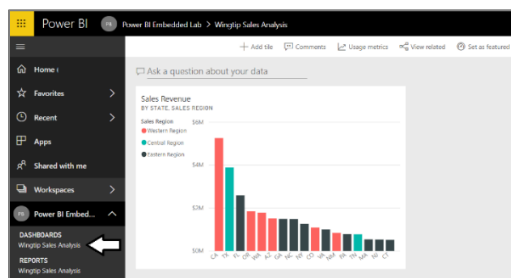 Power BI
PB
Power BI Embedded Lab > Wingtip Sales Analysis
Add tile
Comments
Usage metrics
View related
Set as featured
Home
Favorites
Recent
Apps
Shared with me
Workspaces
PB
Power BI Embed...
DASHBOARDS
Wingtip Sales Analysis
REPORTS
Wingtip Sales Analysis
Ask a question about your data
Sales Revenue
BY STATE, SALES REGION
Sales Region
Western Region
Central Region
Eastern Region
$6M
$4M
$2M
$0M
CA TX FL OR WA AZ GA NC NY CO VA NM PA TN MA NJ CT